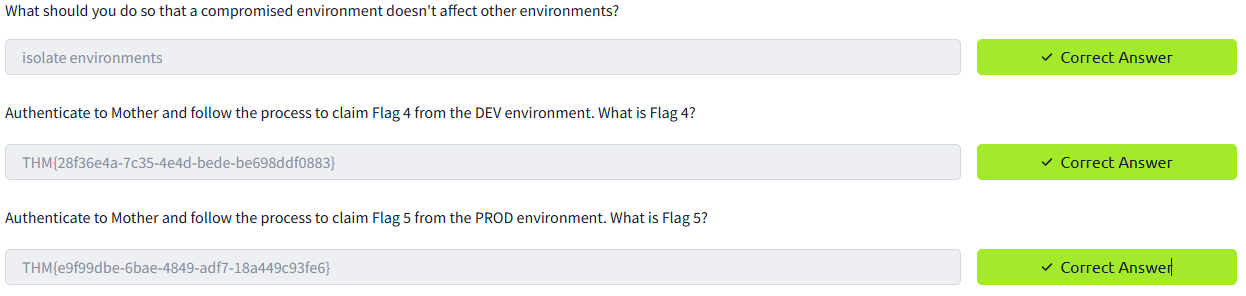 What should you do so that a compromised environment doesn't affect other environments?
isolate environments
✓ Correct Answer
Authenticate to Mother and follow the process to claim Flag 4 from the DEV environment. What is Flag 4?
THM{28f36e4a-7c35-4e4d-bede-be698ddf0883}
✓ Correct Answer
Authenticate to Mother and follow the process to claim Flag 5 from the PROD environment. What is Flag 5?
THM{e9f99dbe-6bae-4849-adf7-18a449c93fe6}
✓ Correct Answer